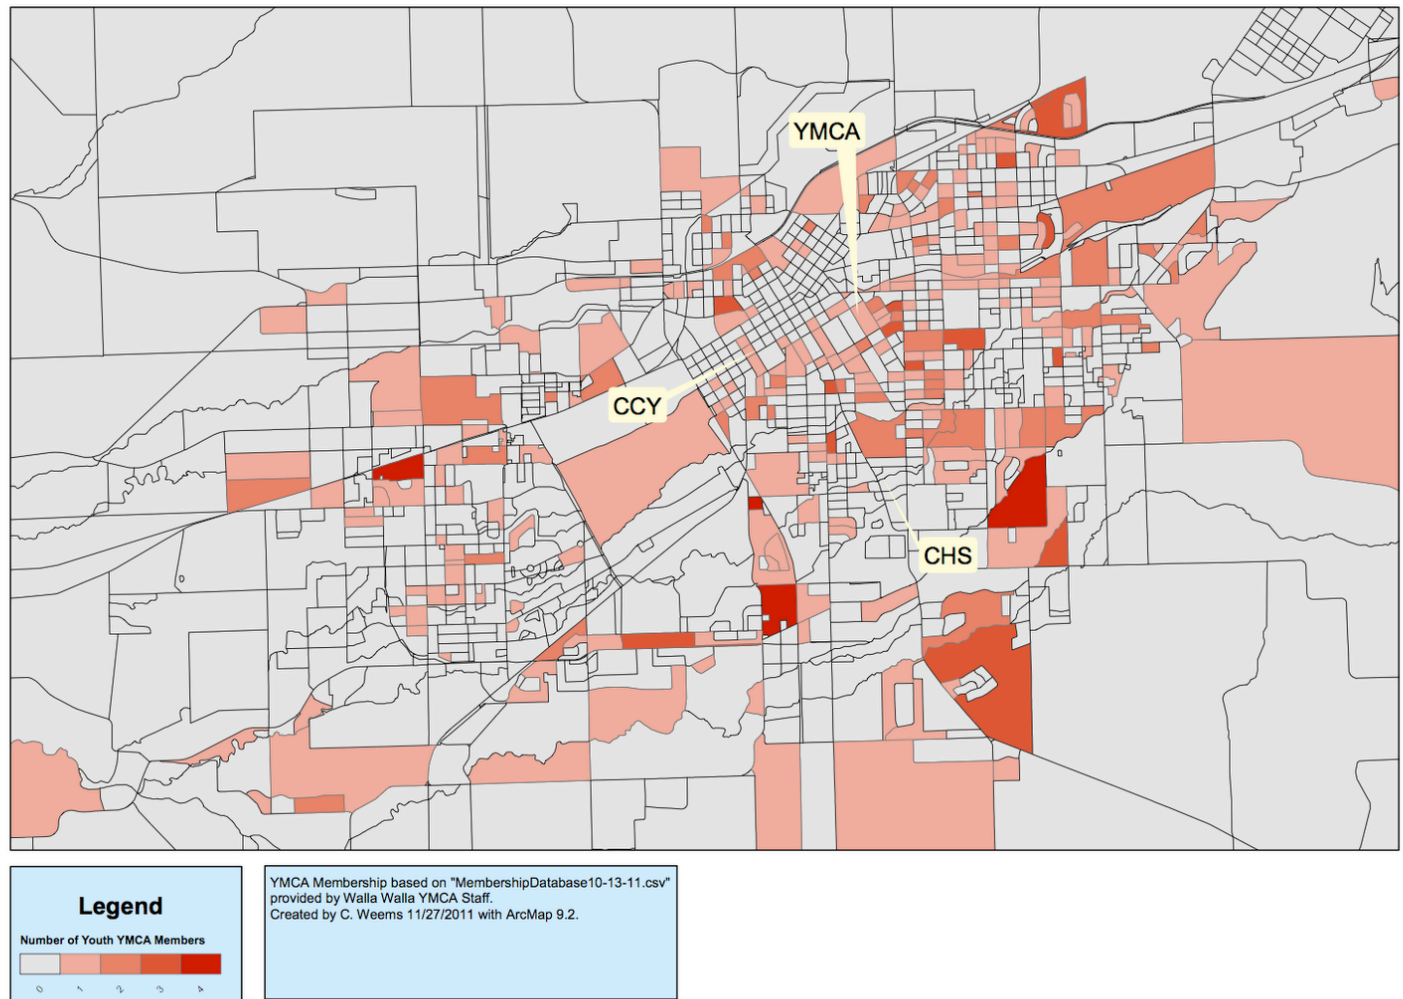 YMCA
CCY
CHS
Legend
Number of Youth YMCA Members
0 1 2 3 4
YMCA Membership based on "MembershipDatabase10-13-11.csv"
provided by Walla Walla YMCA Staff.
Created by C. Weems 11/27/2011 with ArcMap 9.2.